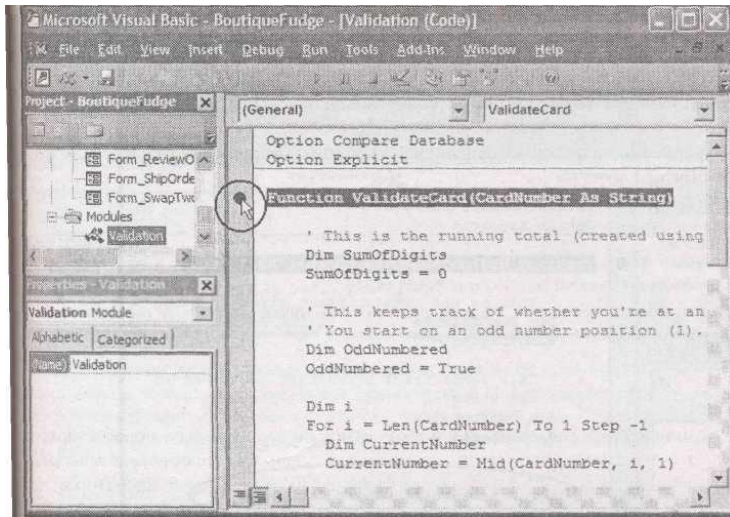 Microsoft Visual Basic - BoutiqueFudge - [Validation (Code)]
File Edit View Insert Debug Run Tools Add-Ins Window Help
Project - BoutiqueFudge
Form_ReviewO
Form_ShipOrde
Form_SwapTwo
Modules
Validation
Properties - Validation
Validation Module
Alphabetic Categorized
(Name) Validation
(General) ValidateCard
Option Compare Database
Option Explicit
Function ValidateCard(CardNumber As String)
' This is the running total (created using
Dim SumOfDigits
SumOfDigits = 0
' This keeps track of whether you're at an
' You start on an odd number position (1).
Dim OddNumbered
OddNumbered = True
Dim i
For i = Len(CardNumber) To 1 Step -1
Dim CurrentNumber
CurrentNumber = Mid(CardNumber, i, 1)